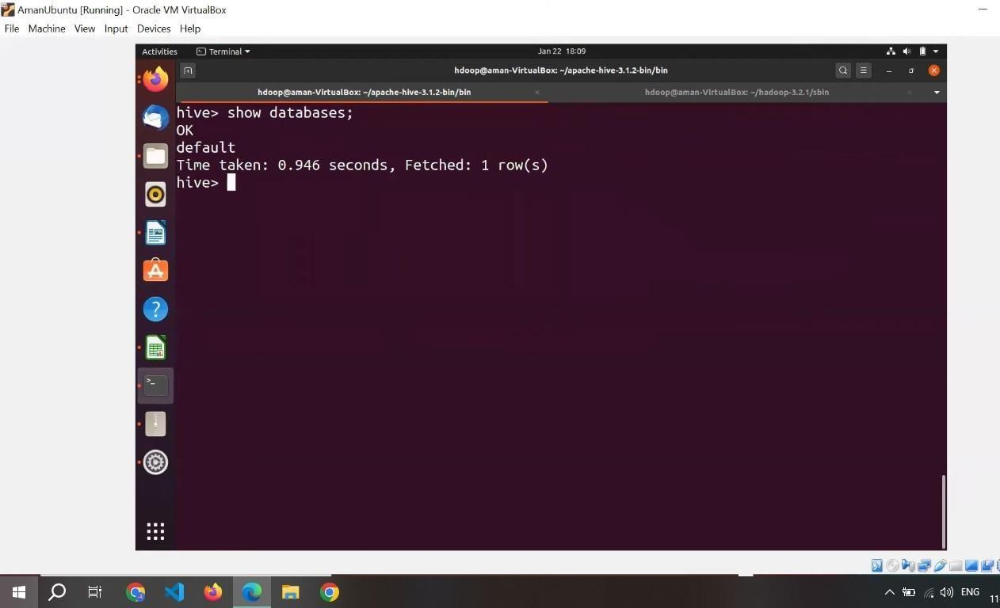 AmanUbuntu [Running] - Oracle VM VirtualBox
File Machine View Input Devices Help
Activities Terminal Jan 22 18:09
hdoop@aman-VirtualBox: ~/apache-hive-3.1.2-bin/bin
hdoop@aman-VirtualBox: ~/apache-hive-3.1.2-bin/bin hdoop@aman-VirtualBox: ~/hadoop-3.2.1/sbin
hive> show databases;
OK
default
Time taken: 0.946 seconds, Fetched: 1 row(s)
hive>
ENG